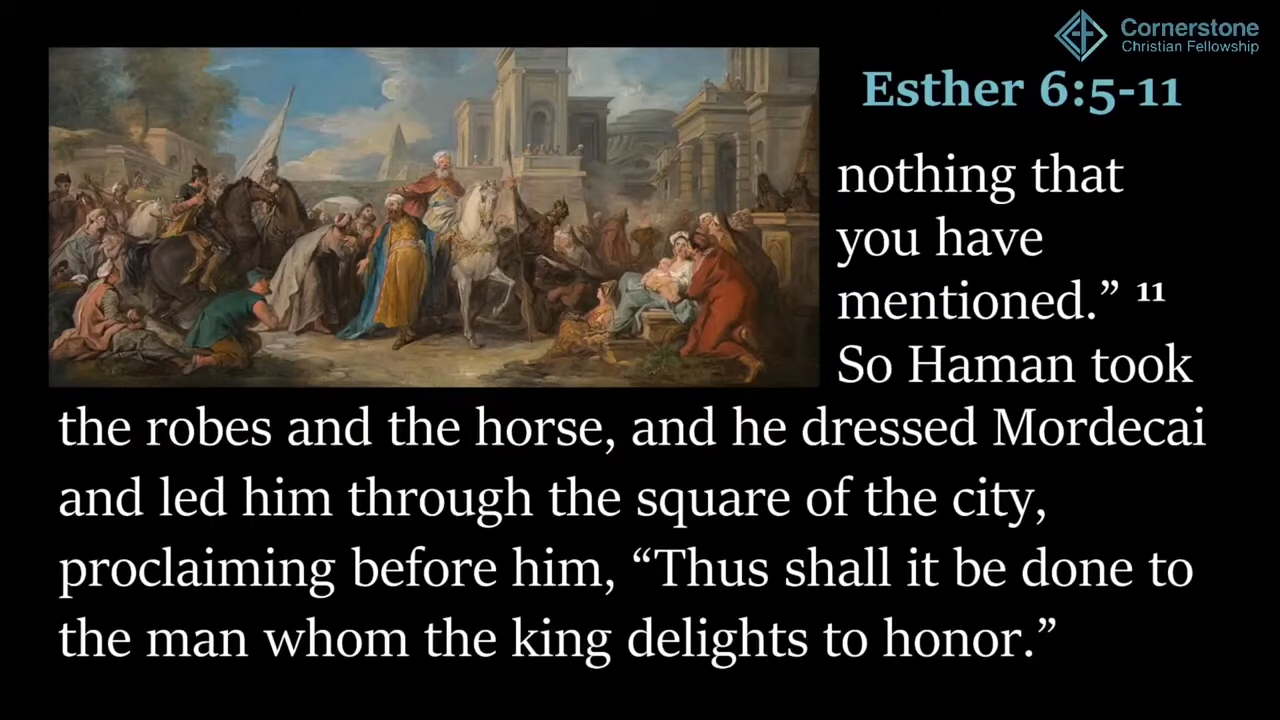 Cornerstone
Christian Fellowship
Esther 6:5-11
nothing that
you have
mentioned.” 11
So Haman took
the robes and the horse, and he dressed Mordecai
and led him through the square of the city,
proclaiming before him, “Thus shall it be done to
the man whom the king delights to honor.”